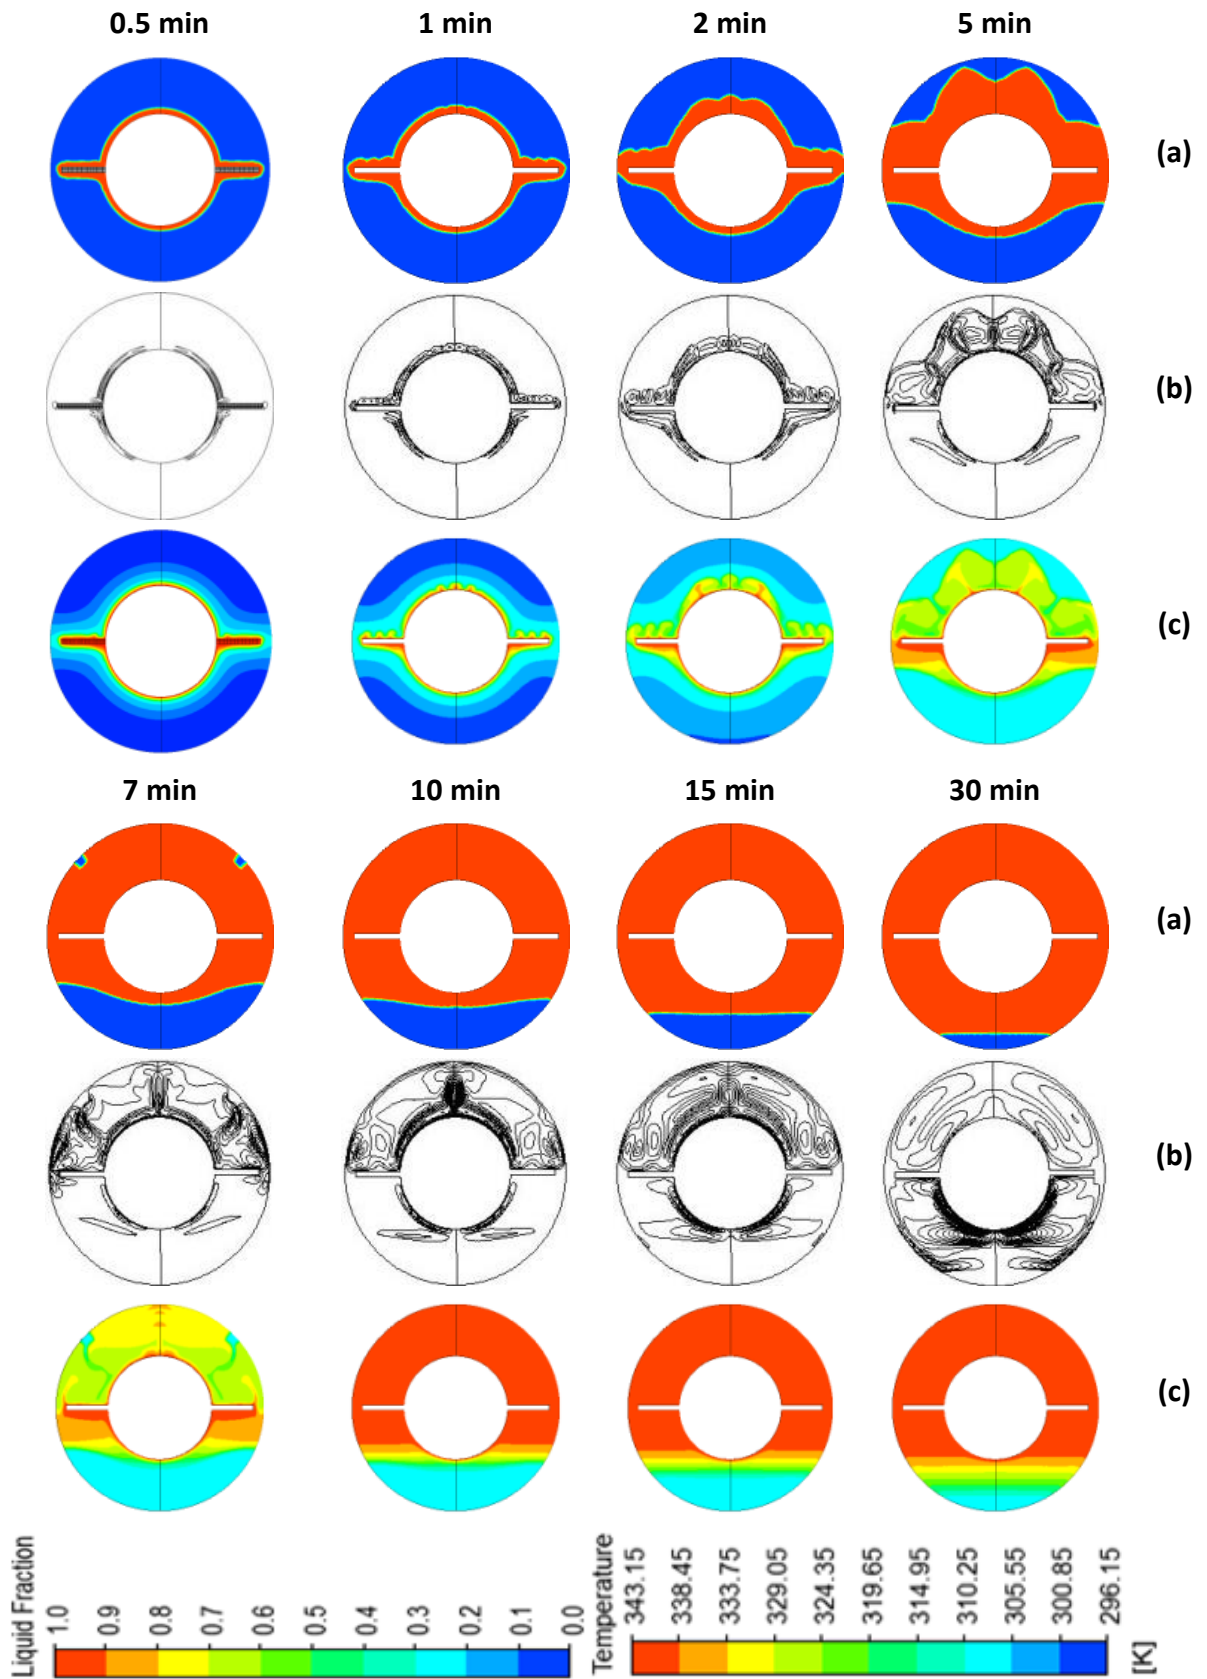 0.5 min 1 min 2 min 5 min
(a)
(b)
(c)
7 min 10 min 15 min 30 min
(a)
(b)
(c)
Liquid Fraction
1.0 0.9 0.8 0.7 0.6 0.5 0.4 0.3 0.2 0.1 0.0
Temperature
343.15 338.45 333.75 329.05 324.35 319.65 314.95 310.25 305.55 300.85 296.15
[K]